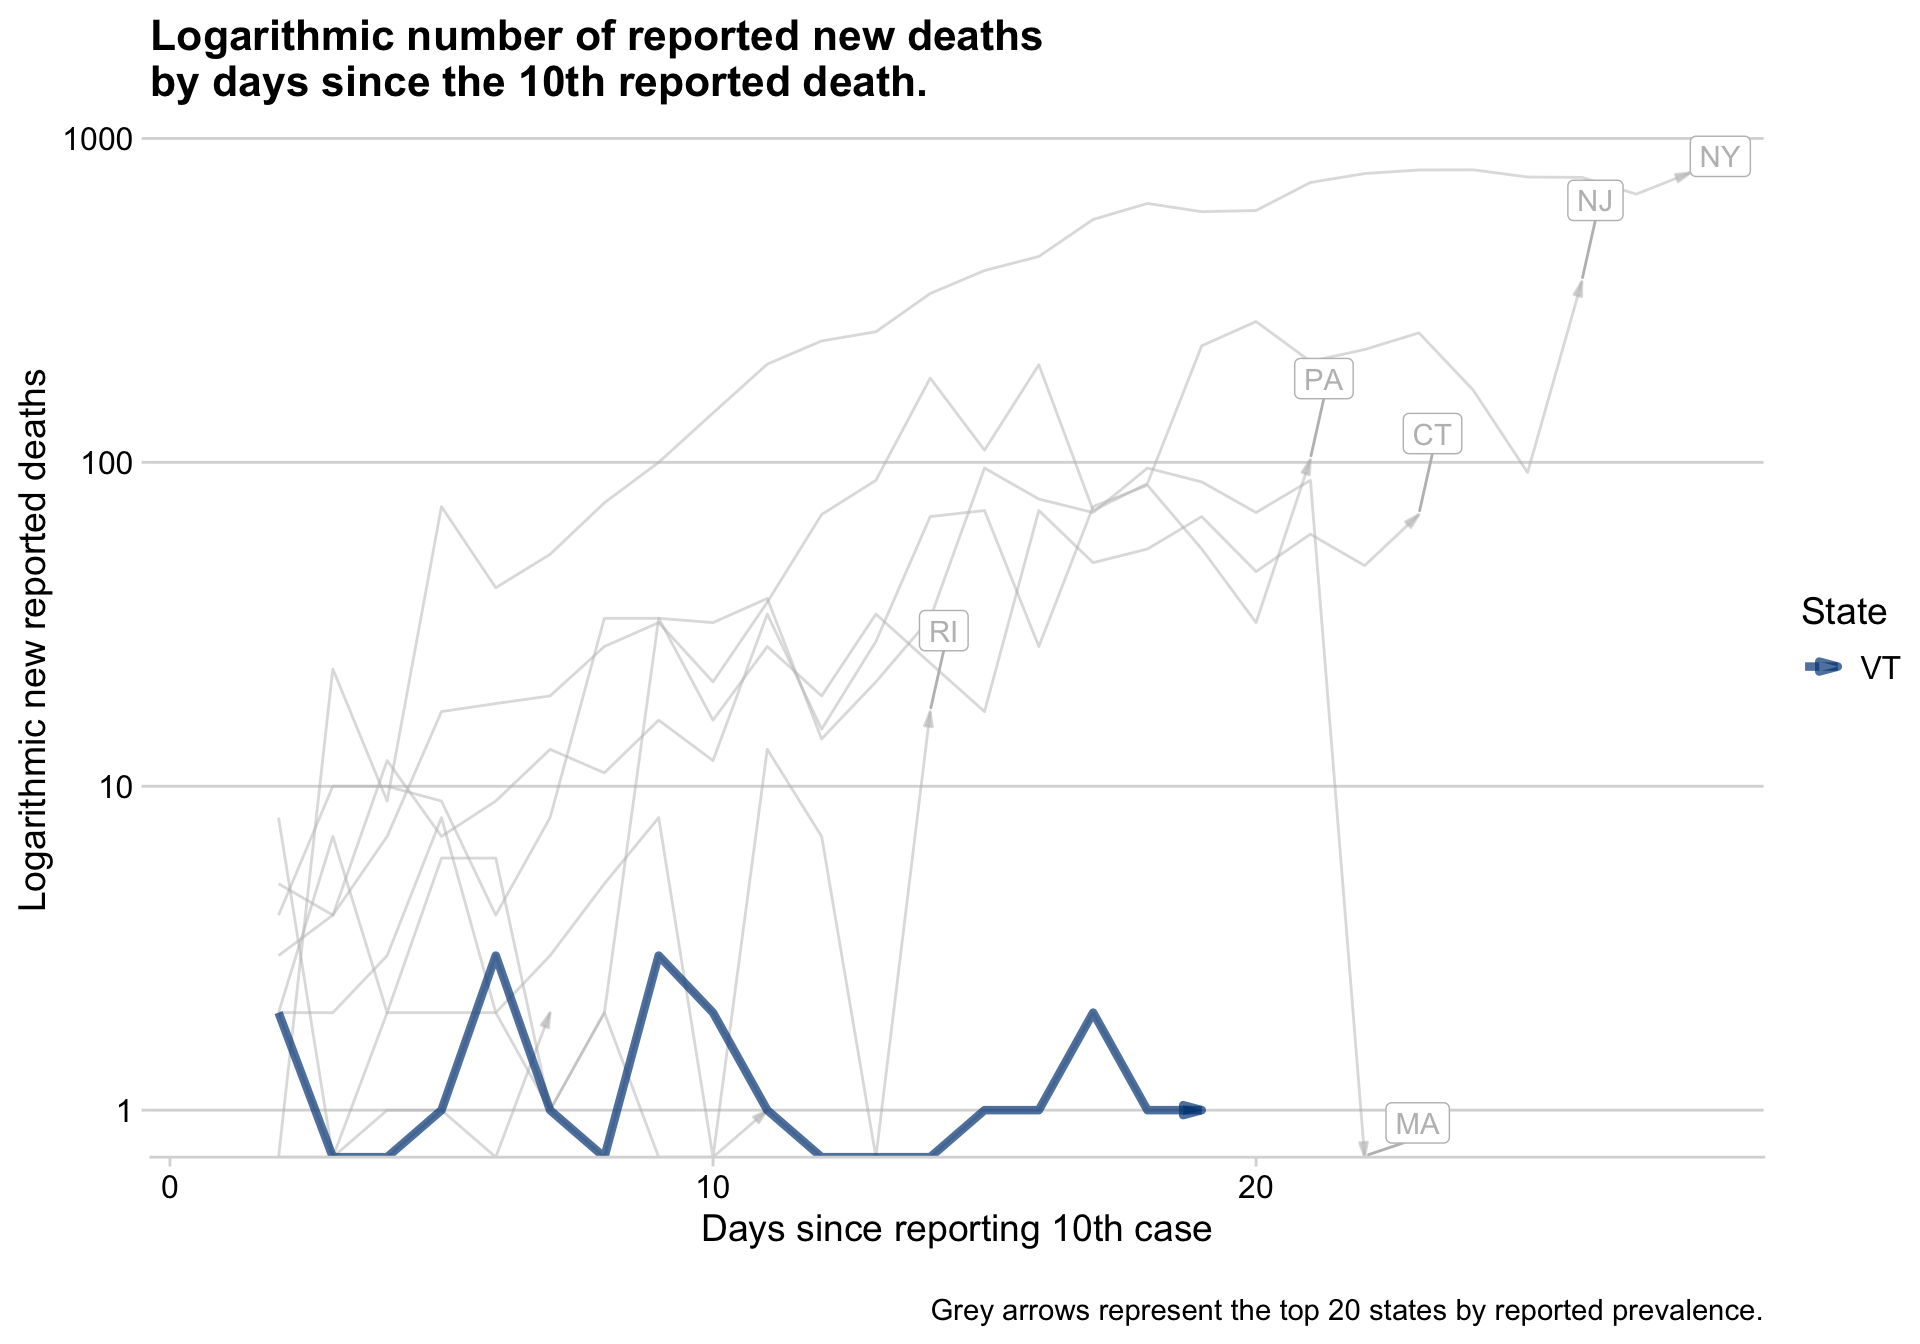 Logarithmic number of reported new deaths
by days since the 10th reported death.
1000
100
10
1
Logarithmic new reported deaths
NY
NJ
PA
CT
RI
MA
State
VT
0
10
20
Days since reporting 10th case
Grey arrows represent the top 20 states by reported prevalence.